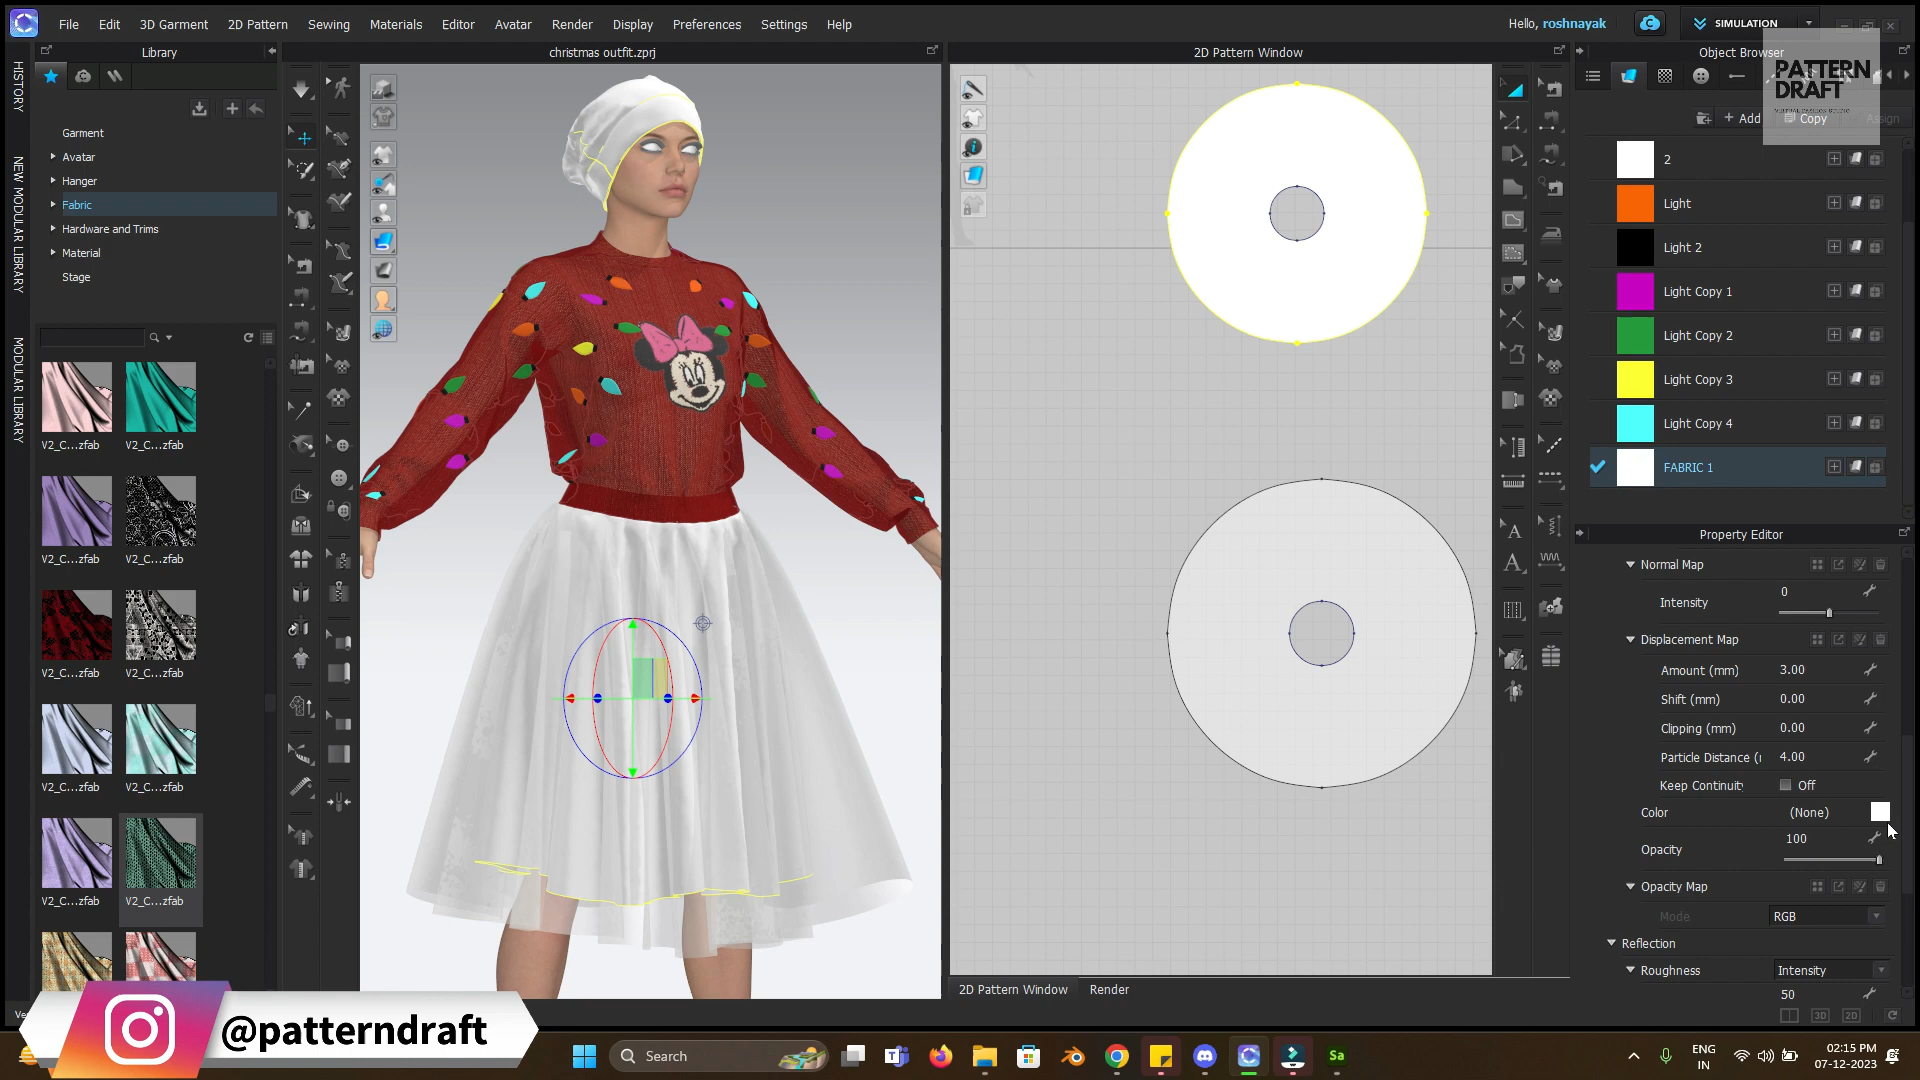 File Edit 3D Garment 2D Pattern Sewing Materials Editor Avatar Render Display Preferences Settings Help
Hello, roshnayak
SIMULATION
Library
christmas outfit.zprj
2D Pattern Window
Object Browser
HISTORY
NEW MODULAR LIBRARY
MODULAR LIBRARY
Garment
Avatar
Hanger
Fabric
Hardware and Trims
Material
Stage
V2_C...zfab V2_C...zfab
V2_C...zfab V2_C...zfab
V2_C...zfab V2_C...zfab
V2_C...zfab V2_C...zfab
V2_C...zfab V2_C...zfab
PATTERN
DRAFT
Add Copy Assign
2
Light
Light 2
Light Copy 1
Light Copy 2
Light Copy 3
Light Copy 4
FABRIC 1
Property Editor
Normal Map
Intensity 0
Displacement Map
Amount (mm) 3.00
Shift (mm) 0.00
Clipping (mm) 0.00
Particle Distance (r 4.00
Keep Continuity Off
Color (None)
Opacity 100
Opacity Map
Mode RGB
Reflection
Roughness Intensity
50
3D 2D
2D Pattern Window Render
Ve
@patterndraft
Search
Sa
ENG
IN
02:15 PM
07-12-2023